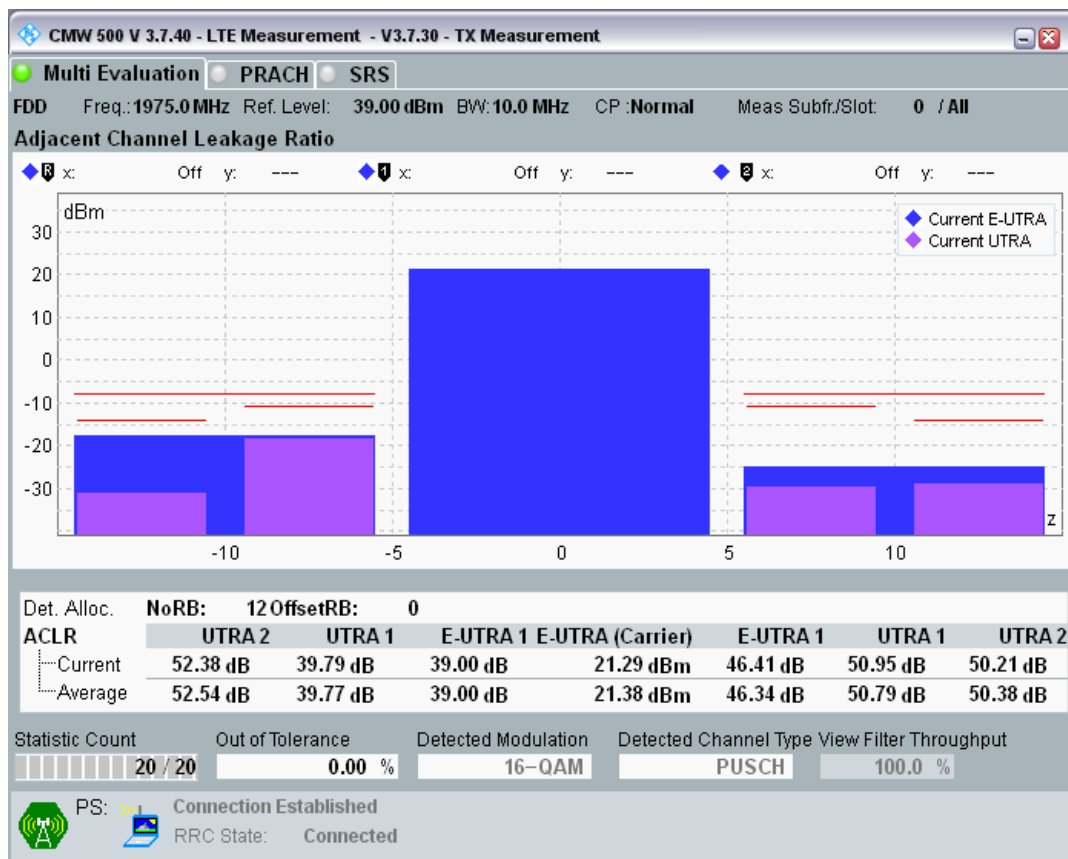 CMW 500 V 3.7.40 - LTE Measurement - V3.7.30 - TX Measurement
Multi Evaluation PRACH SRS
FDD Freq.:1975.0 MHz Ref. Level: 39.00 dBm BW:10.0 MHz CP :Normal Meas Subfr./Slot: 0 / All
Adjacent Channel Leakage Ratio
R x: Off y: --- 1 x: Off y: --- 2 x: Off y: ---
dBm
Current E-UTRA
Current UTRA
30
20
10
0
-10
-20
-30
z
-10 -5 0 5 10
Det. Alloc. NoRB: 12 OffsetRB: 0
ACLR UTRA 2 UTRA 1 E-UTRA 1 E-UTRA (Carrier) E-UTRA 1 UTRA 1 UTRA 2
Current 52.38 dB 39.79 dB 39.00 dB 21.29 dBm 46.41 dB 50.95 dB 50.21 dB
Average 52.54 dB 39.77 dB 39.00 dB 21.38 dBm 46.34 dB 50.79 dB 50.38 dB
Statistic Count Out of Tolerance Detected Modulation Detected Channel Type View Filter Throughput
20 / 20 0.00 % 16-QAM PUSCH 100.0 %
PS: Connection Established
RRC State: Connected